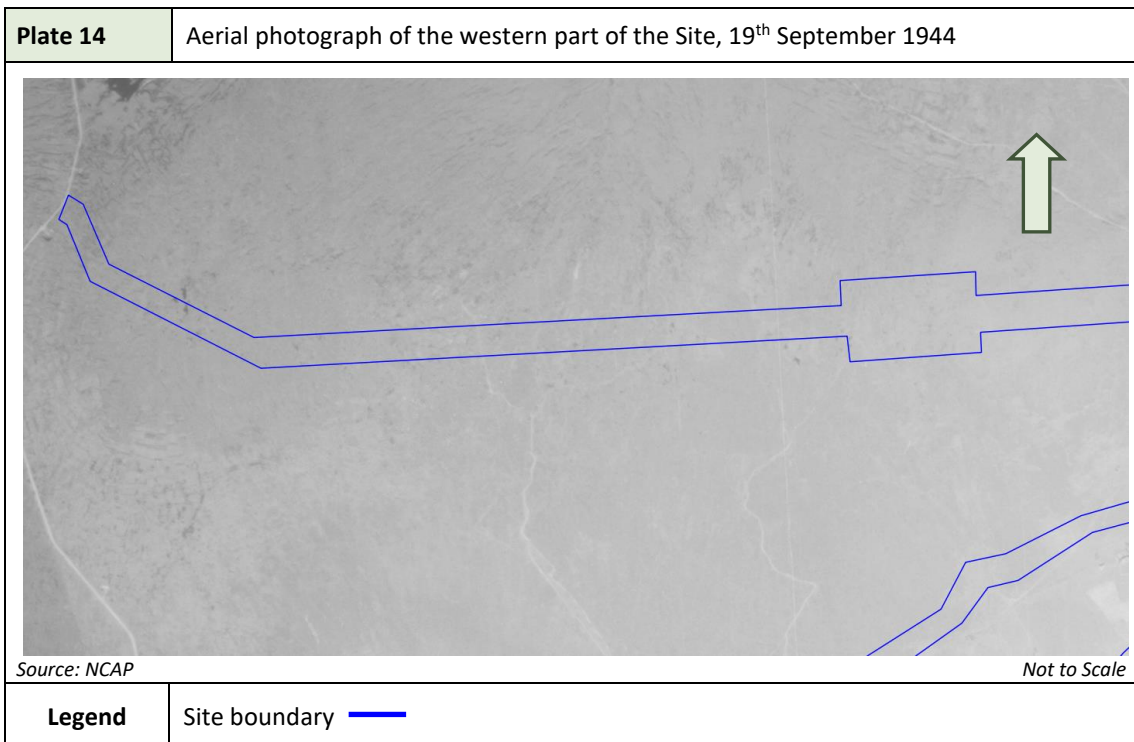 Plate 14
Aerial photograph of the western part of the Site, 19th September 1944
Source: NCAP
Not to Scale
Legend
Site boundary